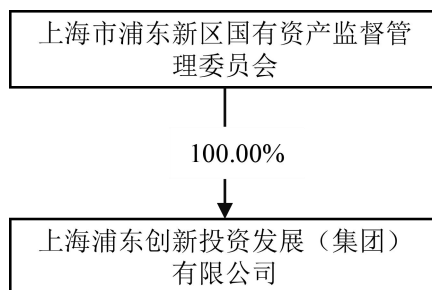 上海市浦东新区国有资产监督管
理委员会
100.00%
上海浦东创新投资发展（集团）
有限公司